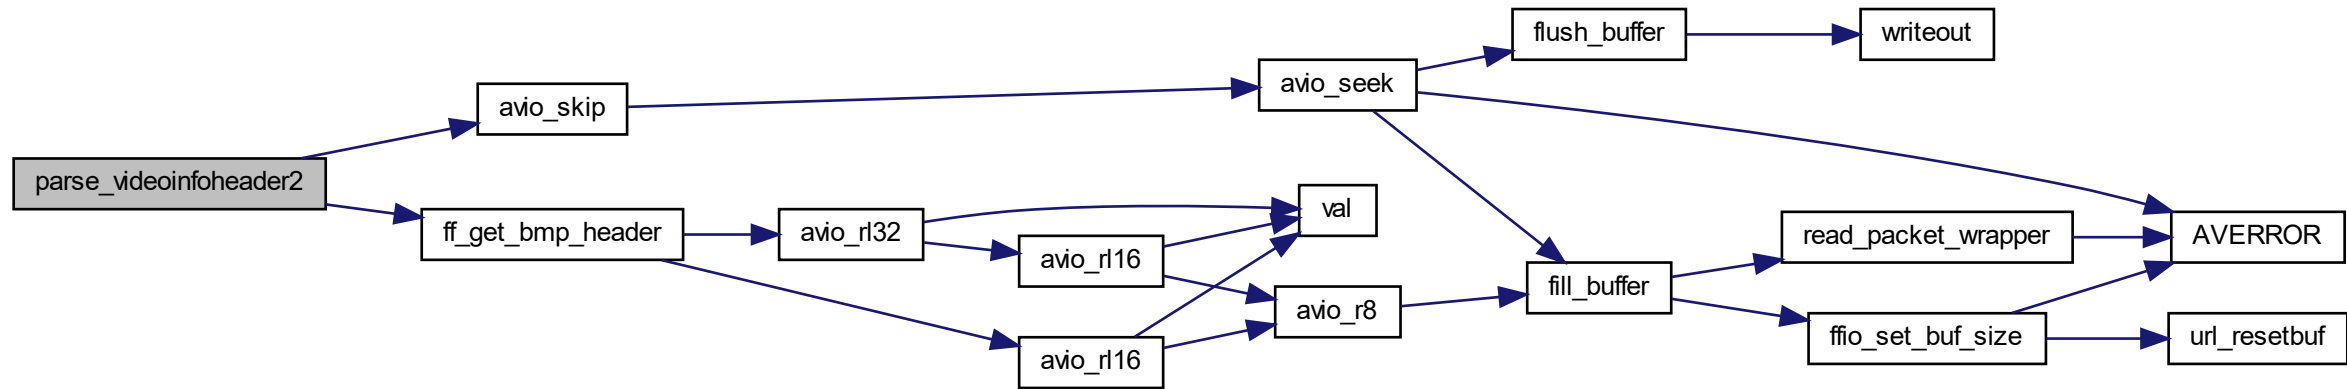 parse_videoinfoheader2
avio_skip
ff_get_bmp_header
avio_rl32
avio_rl16
avio_rl16
avio_seek
val
avio_r8
flush_buffer
fill_buffer
writeout
read_packet_wrapper
ffio_set_buf_size
AVERROR
url_resetbuf